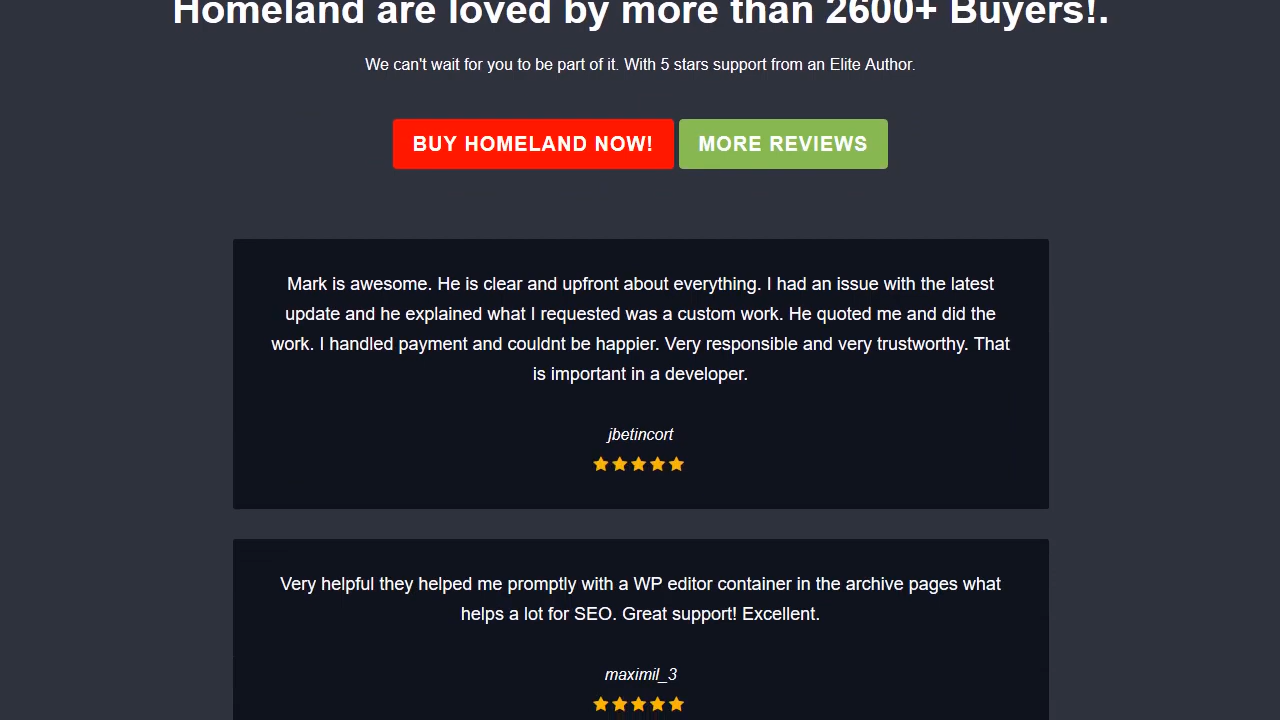 Homeland are loved by more than 2600+ Buyers!.
We can't wait for you to be part of it. With 5 stars support from an Elite Author.
BUY HOMELAND NOW!
MORE REVIEWS
Mark is awesome. He is clear and upfront about everything. I had an issue with the latest
update and he explained what I requested was a custom work. He quoted me and did the
work. I handled payment and couldnt be happier. Very responsible and very trustworthy. That
is important in a developer.
jbetincort
Very helpful they helped me promptly with a WP editor container in the archive pages what
helps a lot for SEO. Great support! Excellent.
maximil_3